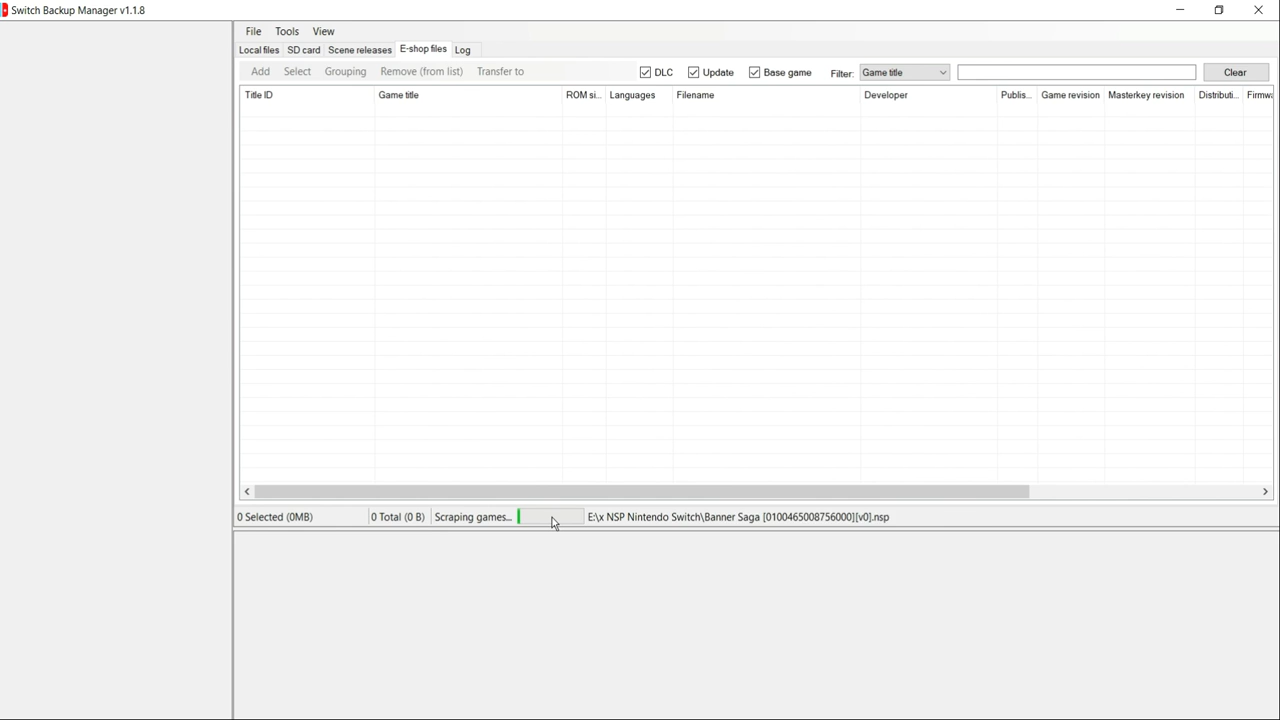 Switch Backup Manager v1.1.8
File Tools View
Local files SD card Scene releases E-shop files Log
Add Select Grouping Remove (from list) Transfer to DLC Update Base game Filter: Game title Clear
Title ID Game title ROM si... Languages Filename Developer Publis... Game revision Masterkey revision Distributi... Firmwa
0 Selected (0MB) 0 Total (0 B) Scraping games... E:\x NSP Nintendo Switch\Banner Saga [0100465008756000][v0].nsp